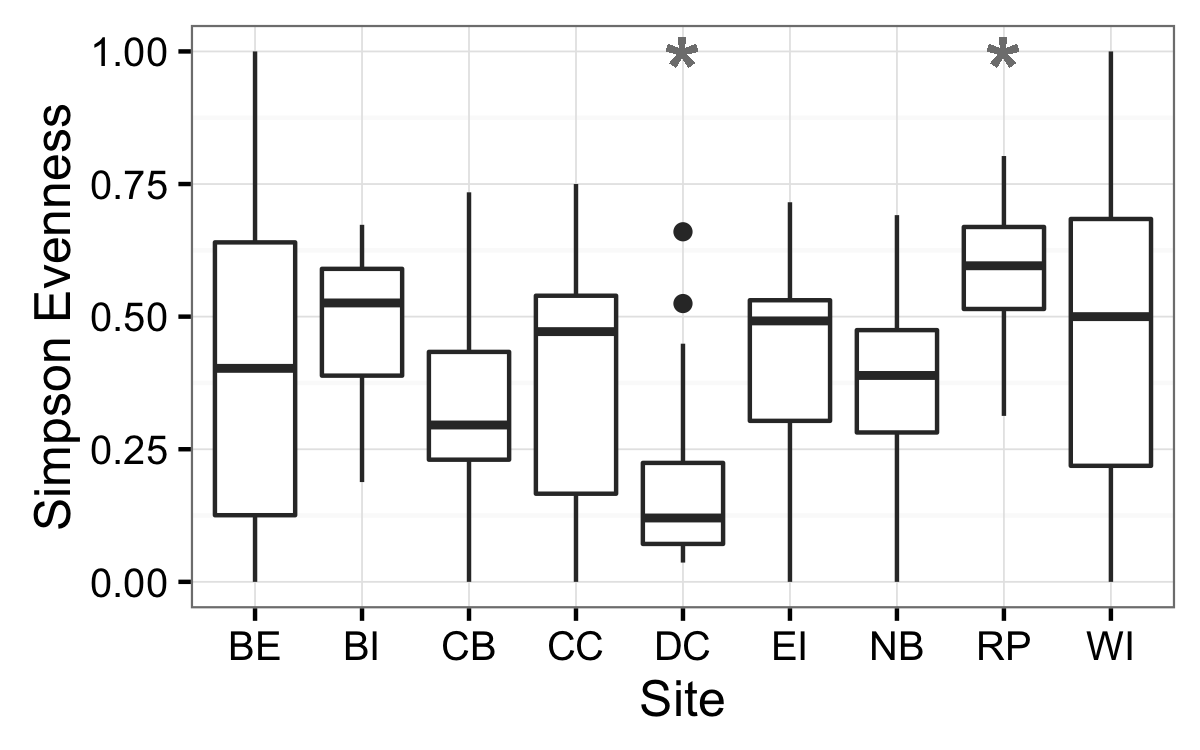 Simpson Evenness
1.00
0.75
0.50
0.25
0.00
* *
BE BI CB CC DC EI NB RP WI
Site